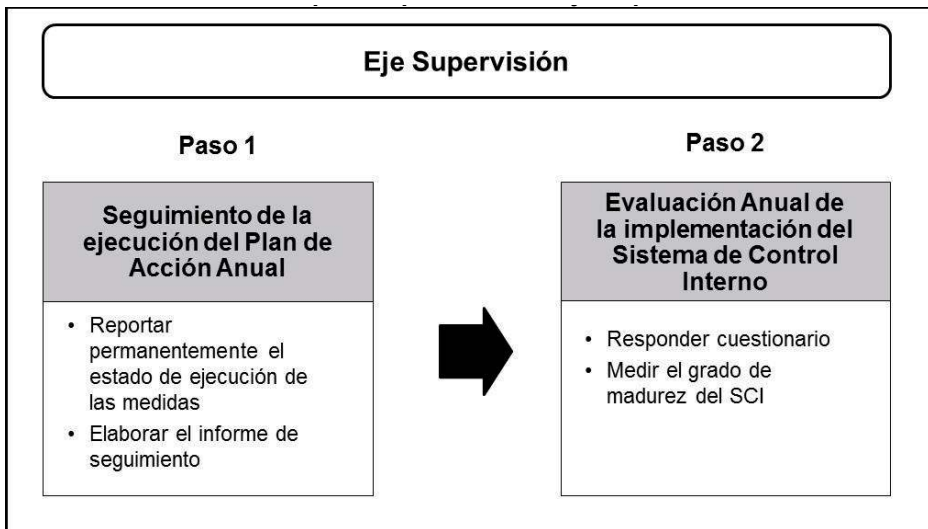 Eje Supervisión
Paso 1
Seguimiento de la
ejecución del Plan de
Acción Anual
• Reportar
permanentemente el
estado de ejecución de
las medidas
• Elaborar el informe de
seguimiento
Paso 2
Evaluación Anual de
la implementación del
Sistema de Control
Interno
• Responder cuestionario
• Medir el grado de
madurez del SCI